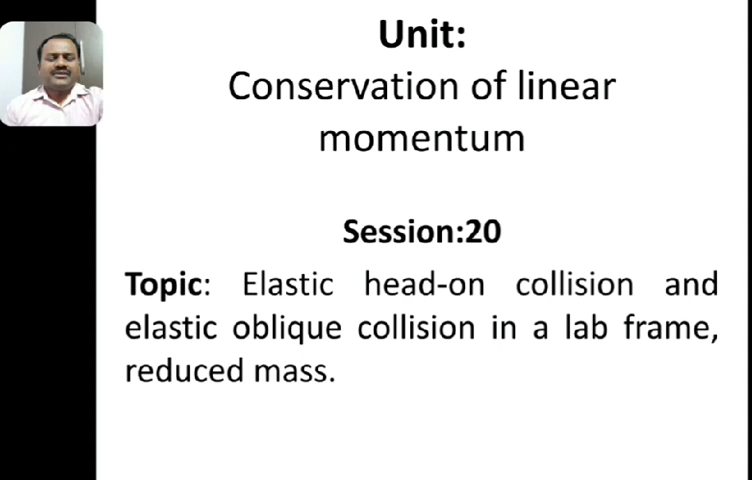 Unit:
Conservation of linear
momentum
Session:20
Topic: Elastic head-on collision and
elastic oblique collision in a lab frame,
reduced mass.